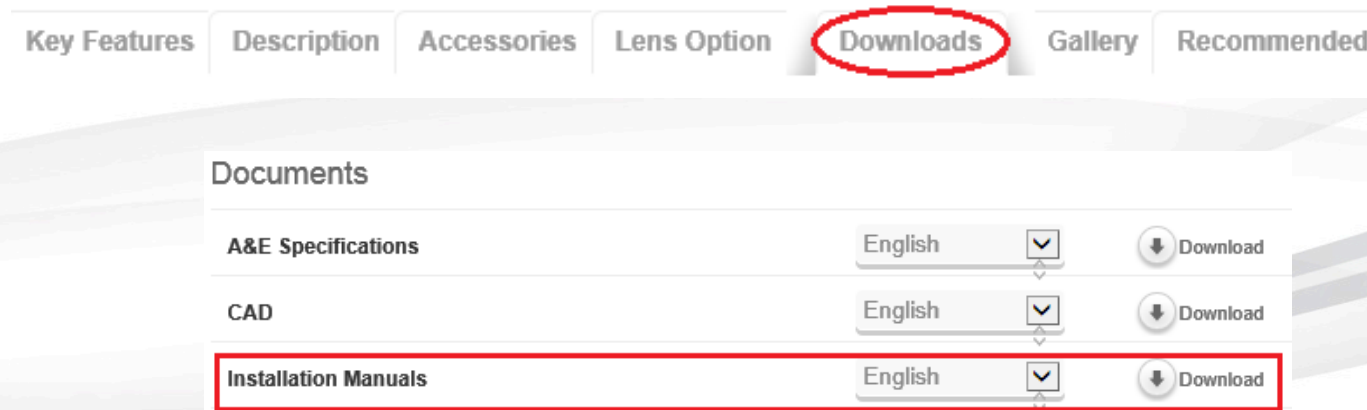 Key Features Description Accessories Lens Option Downloads Gallery Recommended
Documents
A&E Specifications English Download
CAD English Download
Installation Manuals English Download